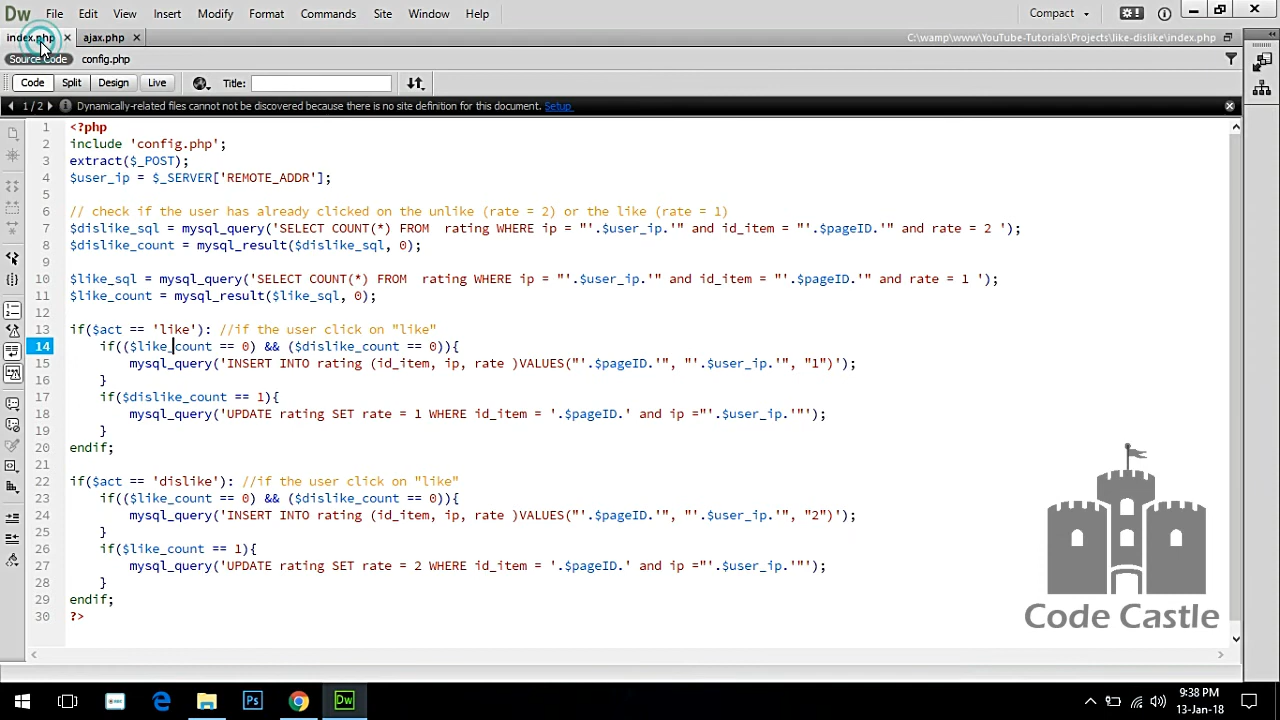 Dw File Edit View Insert Modify Format Commands Site Window Help Compact
index.php ajax.php C:\wamp\www\YouTube-Tutorials\Projects\like-dislike\index.php
Source Code config.php
Code Split Design Live Title:
1 / 2 Dynamically-related files cannot not be discovered because there is no site definition for this document. Setup
1 <?php
2 include 'config.php';
3 extract($_POST);
4 $user_ip = $_SERVER['REMOTE_ADDR'];
5
6 // check if the user has already clicked on the unlike (rate = 2) or the like (rate = 1)
7 $dislike_sql = mysql_query('SELECT COUNT(*) FROM  rating WHERE ip = "'.$user_ip.'" and id_item = "'.$pageID.'" and rate = 2 ');
8 $dislike_count = mysql_result($dislike_sql, 0);
9
10 $like_sql = mysql_query('SELECT COUNT(*) FROM  rating WHERE ip = "'.$user_ip.'" and id_item = "'.$pageID.'" and rate = 1 ');
11 $like_count = mysql_result($like_sql, 0);
12
13 if($act == 'like'): //if the user click on "like"
14 if(($like_count == 0) && ($dislike_count == 0)){
15 mysql_query('INSERT INTO rating (id_item, ip, rate )VALUES("'.$pageID.'", "'.$user_ip.'", "1")');
16 }
17 if($dislike_count == 1){
18 mysql_query('UPDATE rating SET rate = 1 WHERE id_item = '.$pageID.' and ip ="'.$user_ip.'"');
19 }
20 endif;
21
22 if($act == 'dislike'): //if the user click on "like"
23 if(($like_count == 0) && ($dislike_count == 0)){
24 mysql_query('INSERT INTO rating (id_item, ip, rate )VALUES("'.$pageID.'", "'.$user_ip.'", "2")');
25 }
26 if($like_count == 1){
27 mysql_query('UPDATE rating SET rate = 2 WHERE id_item = '.$pageID.' and ip ="'.$user_ip.'"');
28 }
29 endif;
30 ?>
Code Castle
Ps Dw 9:38 PM
13-Jan-18